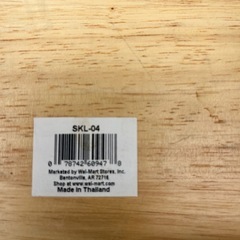 SKL-04
0 78742 60947 8
Marketed by Wal-Mart Stores, Inc.
Bentonville, AR 72716
Shop at www.wal-mart.com
Made in Thailand